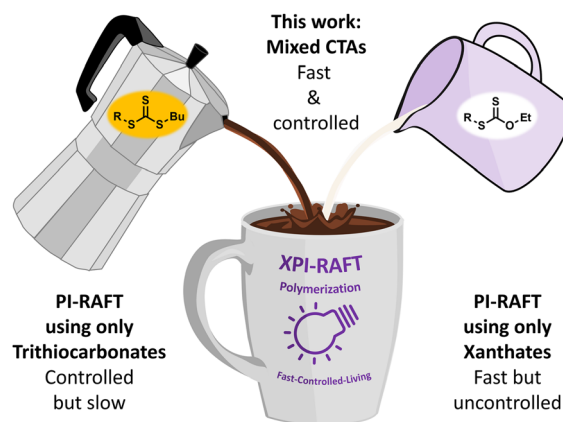 This work:
Mixed CTAs
Fast
&
controlled
S
R
S
S
Bu
S
R
S
O
Et
XPI-RAFT
Polymerization
Fast-Controlled-Living
PI-RAFT
using only
Trithiocarbonates
Controlled
but slow
PI-RAFT
using only
Xanthates
Fast but
uncontrolled